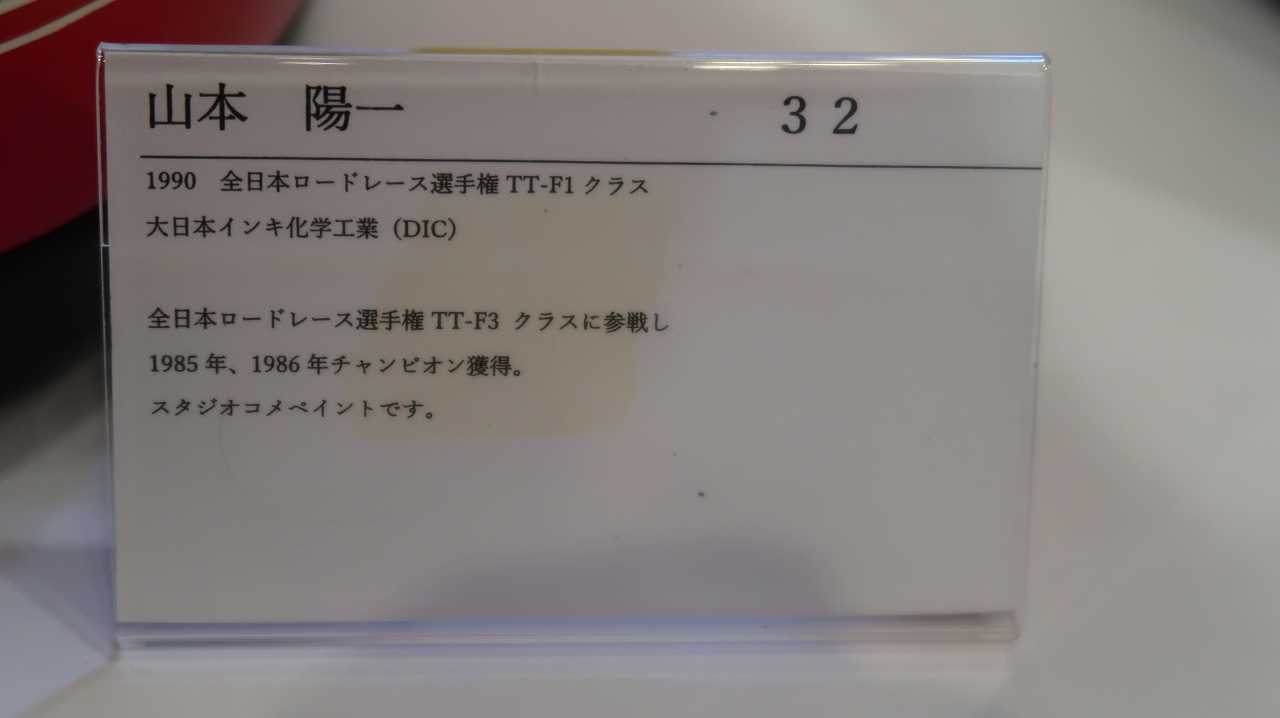 山本　陽一　３２
1990　全日本ロードレース選手権 TT-F1 クラス
大日本インキ化学工業（DIC）
全日本ロードレース選手権 TT-F3 クラスに参戦し
1985 年、1986 年チャンピオン獲得。
スタジオコメペイントです。